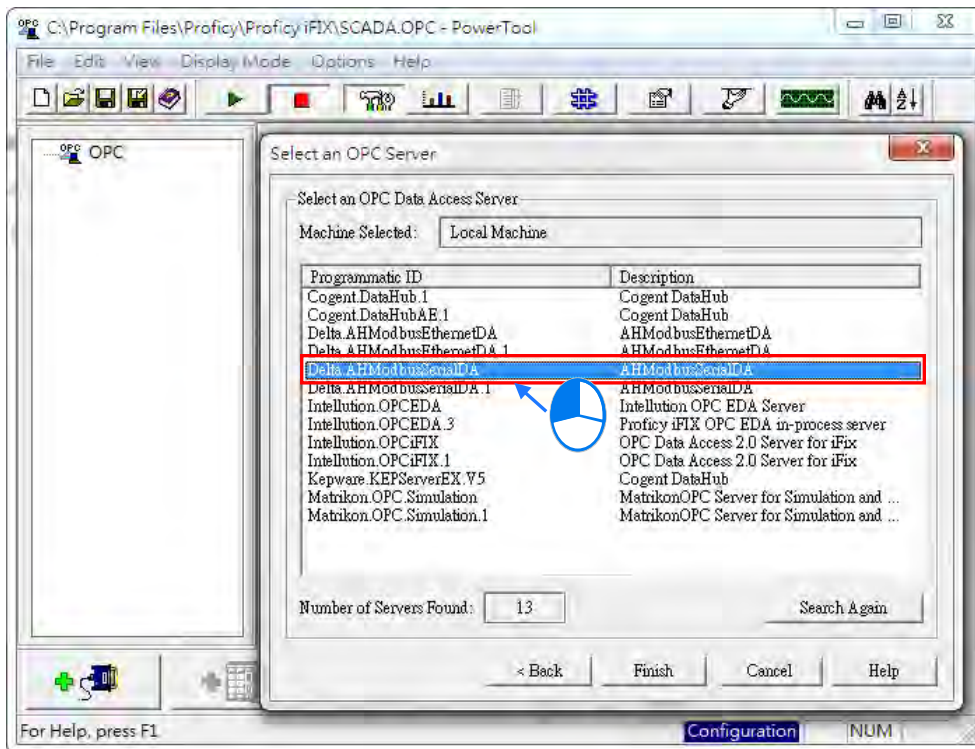 OPC C:\Program Files\Proficy\Proficy iFIX\SCADA.OPC - PowerTool
File Edit View Display Mode Options Help
OPC OPC
Select an OPC Server
Select an OPC Data Access Server
Machine Selected: Local Machine
Programmatic ID Description
Cogent.DataHub.1 Cogent DataHub
Cogent.DataHubAE.1 Cogent DataHub
Delta.AHModbusEthernetDA AHModbusEthernetDA
Delta.AHModbusEthernetDA.1 AHModbusEthernetDA
Delta.AHModbusSerialDA AHModbusSerialDA
Delta.AHModbusSerialDA.1 AHModbusSerialDA
Intellution.OPCEDA Intellution OPC EDA Server
Intellution.OPCEDA.3 Proficy iFIX OPC EDA in-process server
Intellution.OPCiFIX OPC Data Access 2.0 Server for iFix
Intellution.OPCiFIX.1 OPC Data Access 2.0 Server for iFix
Kepware.KEPServerEX.V5 Cogent DataHub
Matrikon.OPC.Simulation MatrikonOPC Server for Simulation and ...
Matrikon.OPC.Simulation.1 MatrikonOPC Server for Simulation and ...
Number of Servers Found: 13 Search Again
< Back Finish Cancel Help
For Help, press F1 Configuration NUM